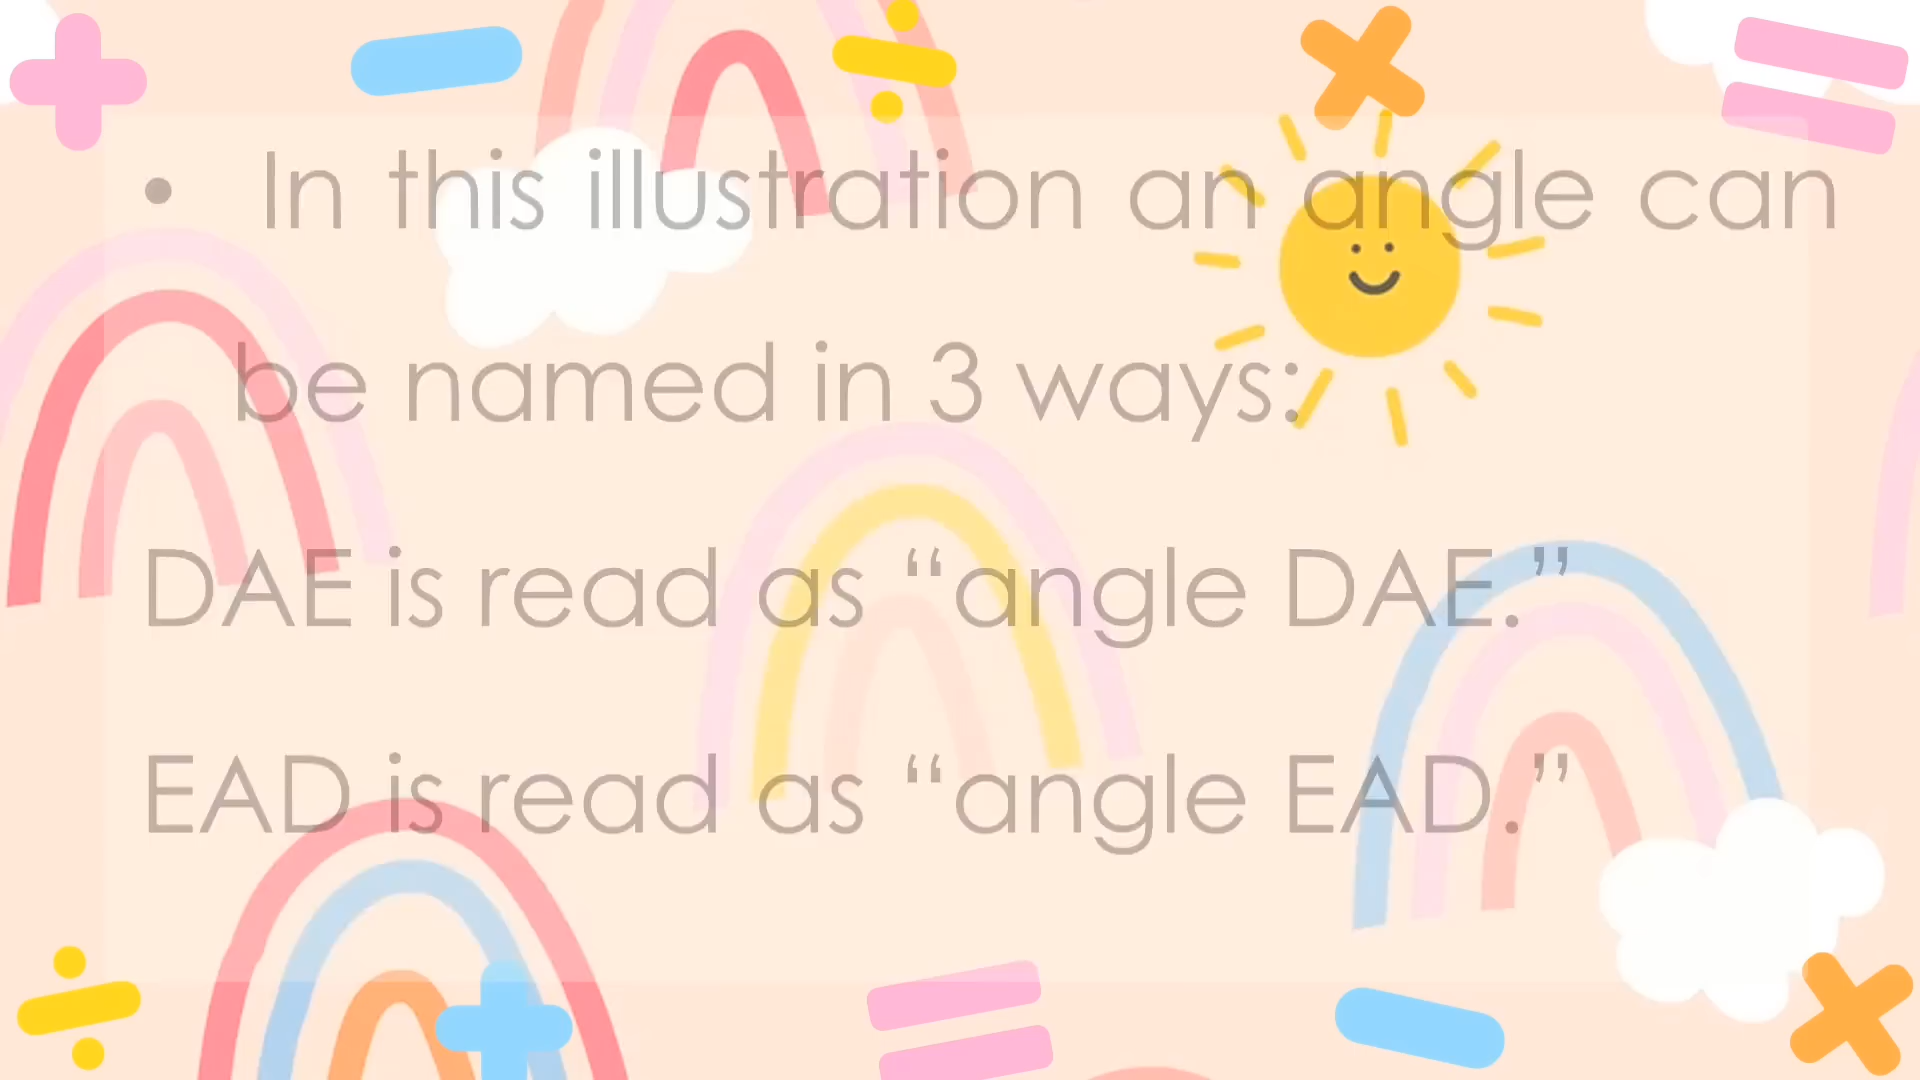 • In this illustration an angle can
be named in 3 ways:
DAE is read as “angle DAE.”
EAD is read as “angle EAD.”